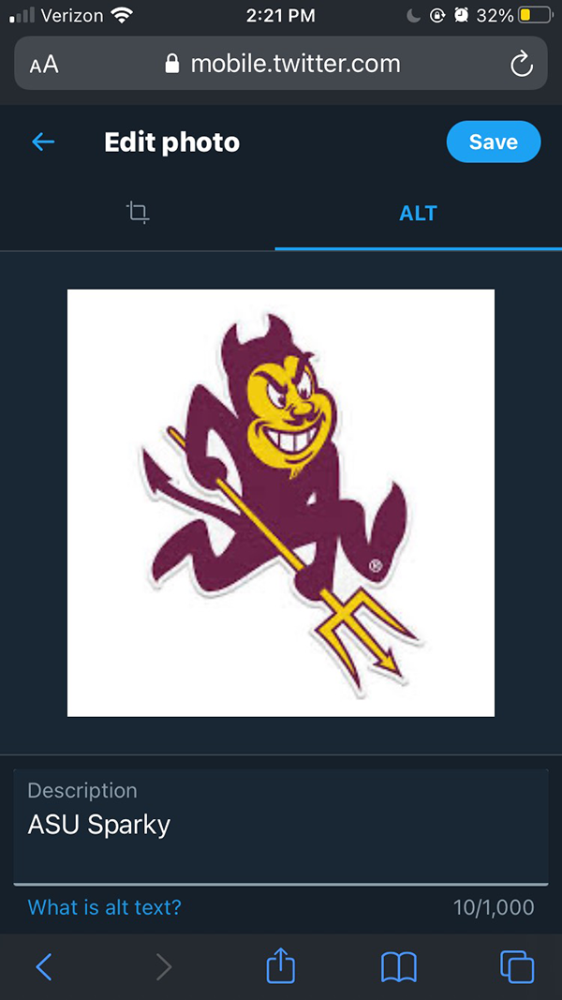 Verizon 2:21 PM 32%
AA mobile.twitter.com
Edit photo Save
ALT
®
Description
ASU Sparky
What is alt text? 10/1,000